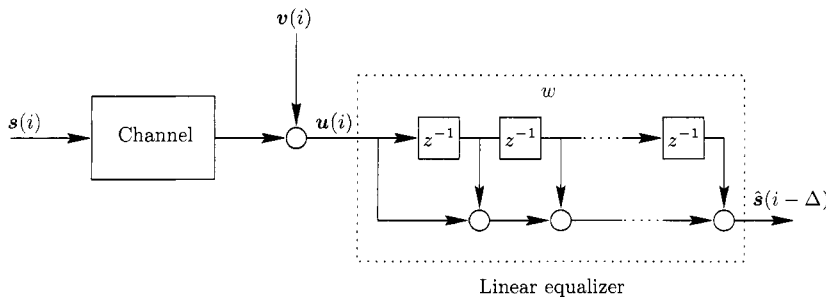 v(i)
w
s(i)
Channel
u(i)
z⁻¹
z⁻¹
z⁻¹
ŝ(i − Δ)
Linear equalizer